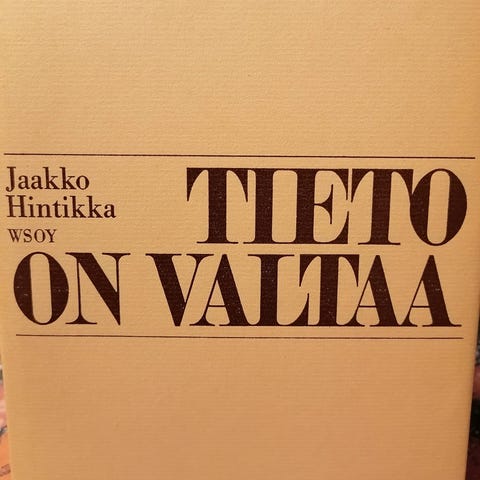 Jaakko
Hintikka
WSOY
TIETO
ON VALTAA